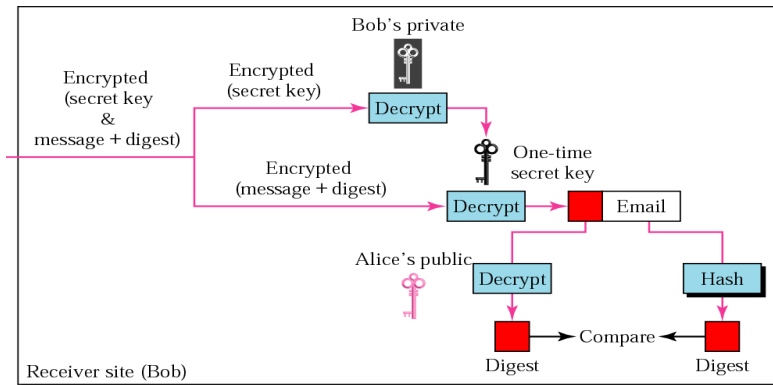 Bob's private
Encrypted
(secret key
&
message + digest)
Encrypted
(secret key)
Decrypt
Encrypted
(message + digest)
One-time
secret key
Decrypt
Email
Alice's public
Decrypt
Hash
Compare
Digest
Digest
Receiver site (Bob)